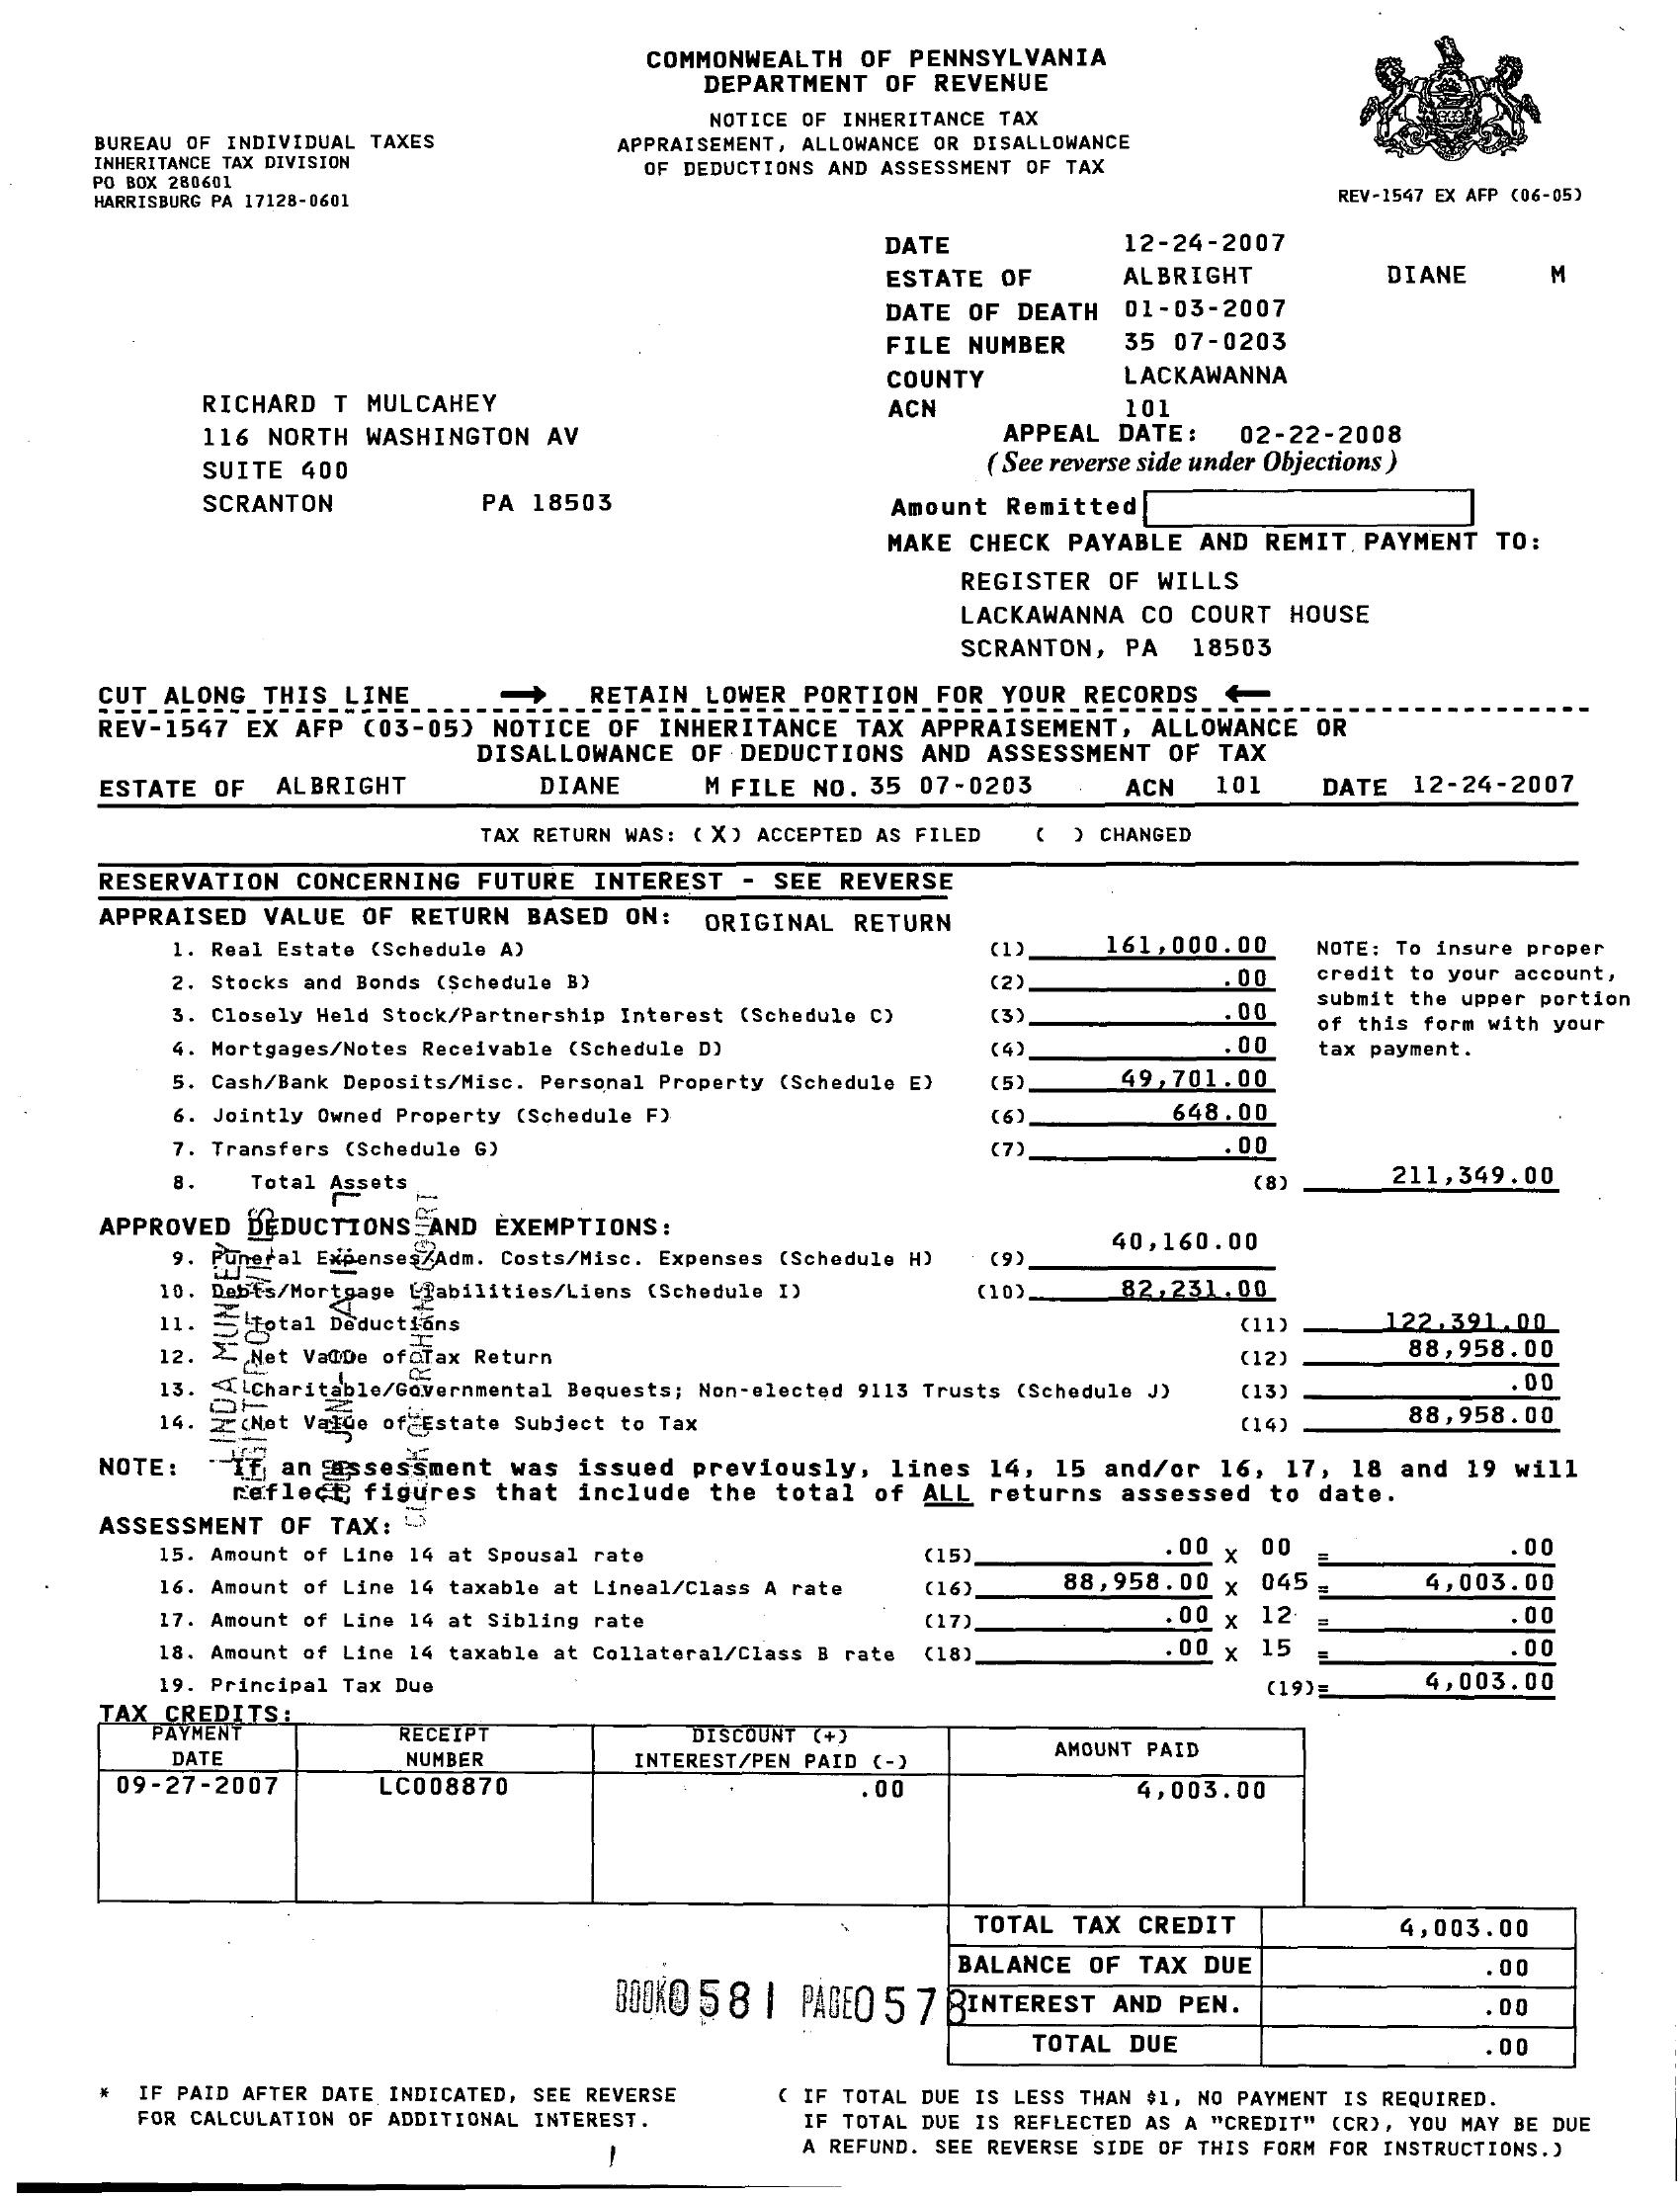 COMMONWEALTH OF PENNSYLVANIA
DEPARTMENT OF REVENUE
NOTICE OF INHERITANCE TAX
APPRAISEMENT, ALLOWANCE OR DISALLOWANCE
OF DEDUCTIONS AND ASSESSMENT OF TAX
BUREAU OF INDIVIDUAL TAXES
INHERITANCE TAX DIVISION
PO BOX 280601
HARRISBURG PA 17128-0601
REV-1547 EX AFP (06-05)
DATE 12-24-2007
ESTATE OF ALBRIGHT DIANE M
DATE OF DEATH 01-03-2007
FILE NUMBER 35 07-0203
COUNTY LACKAWANNA
ACN 101
APPEAL DATE: 02-22-2008
(See reverse side under Objections)
RICHARD T MULCAHEY
116 NORTH WASHINGTON AV
SUITE 400
SCRANTON PA 18503
Amount Remitted
MAKE CHECK PAYABLE AND REMIT PAYMENT TO:
REGISTER OF WILLS
LACKAWANNA CO COURT HOUSE
SCRANTON, PA 18503
CUT ALONG THIS LINE → RETAIN LOWER PORTION FOR YOUR RECORDS ←
REV-1547 EX AFP (03-05) NOTICE OF INHERITANCE TAX APPRAISEMENT, ALLOWANCE OR
DISALLOWANCE OF DEDUCTIONS AND ASSESSMENT OF TAX
ESTATE OF ALBRIGHT DIANE M FILE NO. 35 07-0203 ACN 101 DATE 12-24-2007
TAX RETURN WAS: (X) ACCEPTED AS FILED ( ) CHANGED
RESERVATION CONCERNING FUTURE INTEREST - SEE REVERSE
APPRAISED VALUE OF RETURN BASED ON: ORIGINAL RETURN
1. Real Estate (Schedule A) (1) 161,000.00
2. Stocks and Bonds (Schedule B) (2) .00
3. Closely Held Stock/Partnership Interest (Schedule C) (3) .00
4. Mortgages/Notes Receivable (Schedule D) (4) .00
5. Cash/Bank Deposits/Misc. Personal Property (Schedule E) (5) 49,701.00
6. Jointly Owned Property (Schedule F) (6) 648.00
7. Transfers (Schedule G) (7) .00
8. Total Assets (8) 211,349.00
NOTE: To insure proper
credit to your account,
submit the upper portion
of this form with your
tax payment.
APPROVED DEDUCTIONS AND EXEMPTIONS:
9. Funeral Expenses/Adm. Costs/Misc. Expenses (Schedule H) (9) 40,160.00
10. Debts/Mortgage Liabilities/Liens (Schedule I) (10) 82,231.00
11. Total Deductions (11) 122,391.00
12. Net Value of Tax Return (12) 88,958.00
13. Charitable/Governmental Bequests; Non-elected 9113 Trusts (Schedule J) (13) .00
14. Net Value of Estate Subject to Tax (14) 88,958.00
NOTE: If an assessment was issued previously, lines 14, 15 and/or 16, 17, 18 and 19 will
reflect figures that include the total of ALL returns assessed to date.
ASSESSMENT OF TAX:
15. Amount of Line 14 at Spousal rate (15) .00 X 00 = .00
16. Amount of Line 14 taxable at Lineal/Class A rate (16) 88,958.00 X 045 = 4,003.00
17. Amount of Line 14 at Sibling rate (17) .00 X 12 = .00
18. Amount of Line 14 taxable at Collateral/Class B rate (18) .00 X 15 = .00
19. Principal Tax Due (19)= 4,003.00
TAX CREDITS:
PAYMENT DATE RECEIPT NUMBER DISCOUNT (+) INTEREST/PEN PAID (-) AMOUNT PAID
09-27-2007 LC008870 .00 4,003.00
TOTAL TAX CREDIT 4,003.00
BALANCE OF TAX DUE .00
INTEREST AND PEN. .00
TOTAL DUE .00
BOOK 0581 PAGE 0578
* IF PAID AFTER DATE INDICATED, SEE REVERSE
FOR CALCULATION OF ADDITIONAL INTEREST.
( IF TOTAL DUE IS LESS THAN $1, NO PAYMENT IS REQUIRED.
IF TOTAL DUE IS REFLECTED AS A "CREDIT" (CR), YOU MAY BE DUE
A REFUND. SEE REVERSE SIDE OF THIS FORM FOR INSTRUCTIONS.)